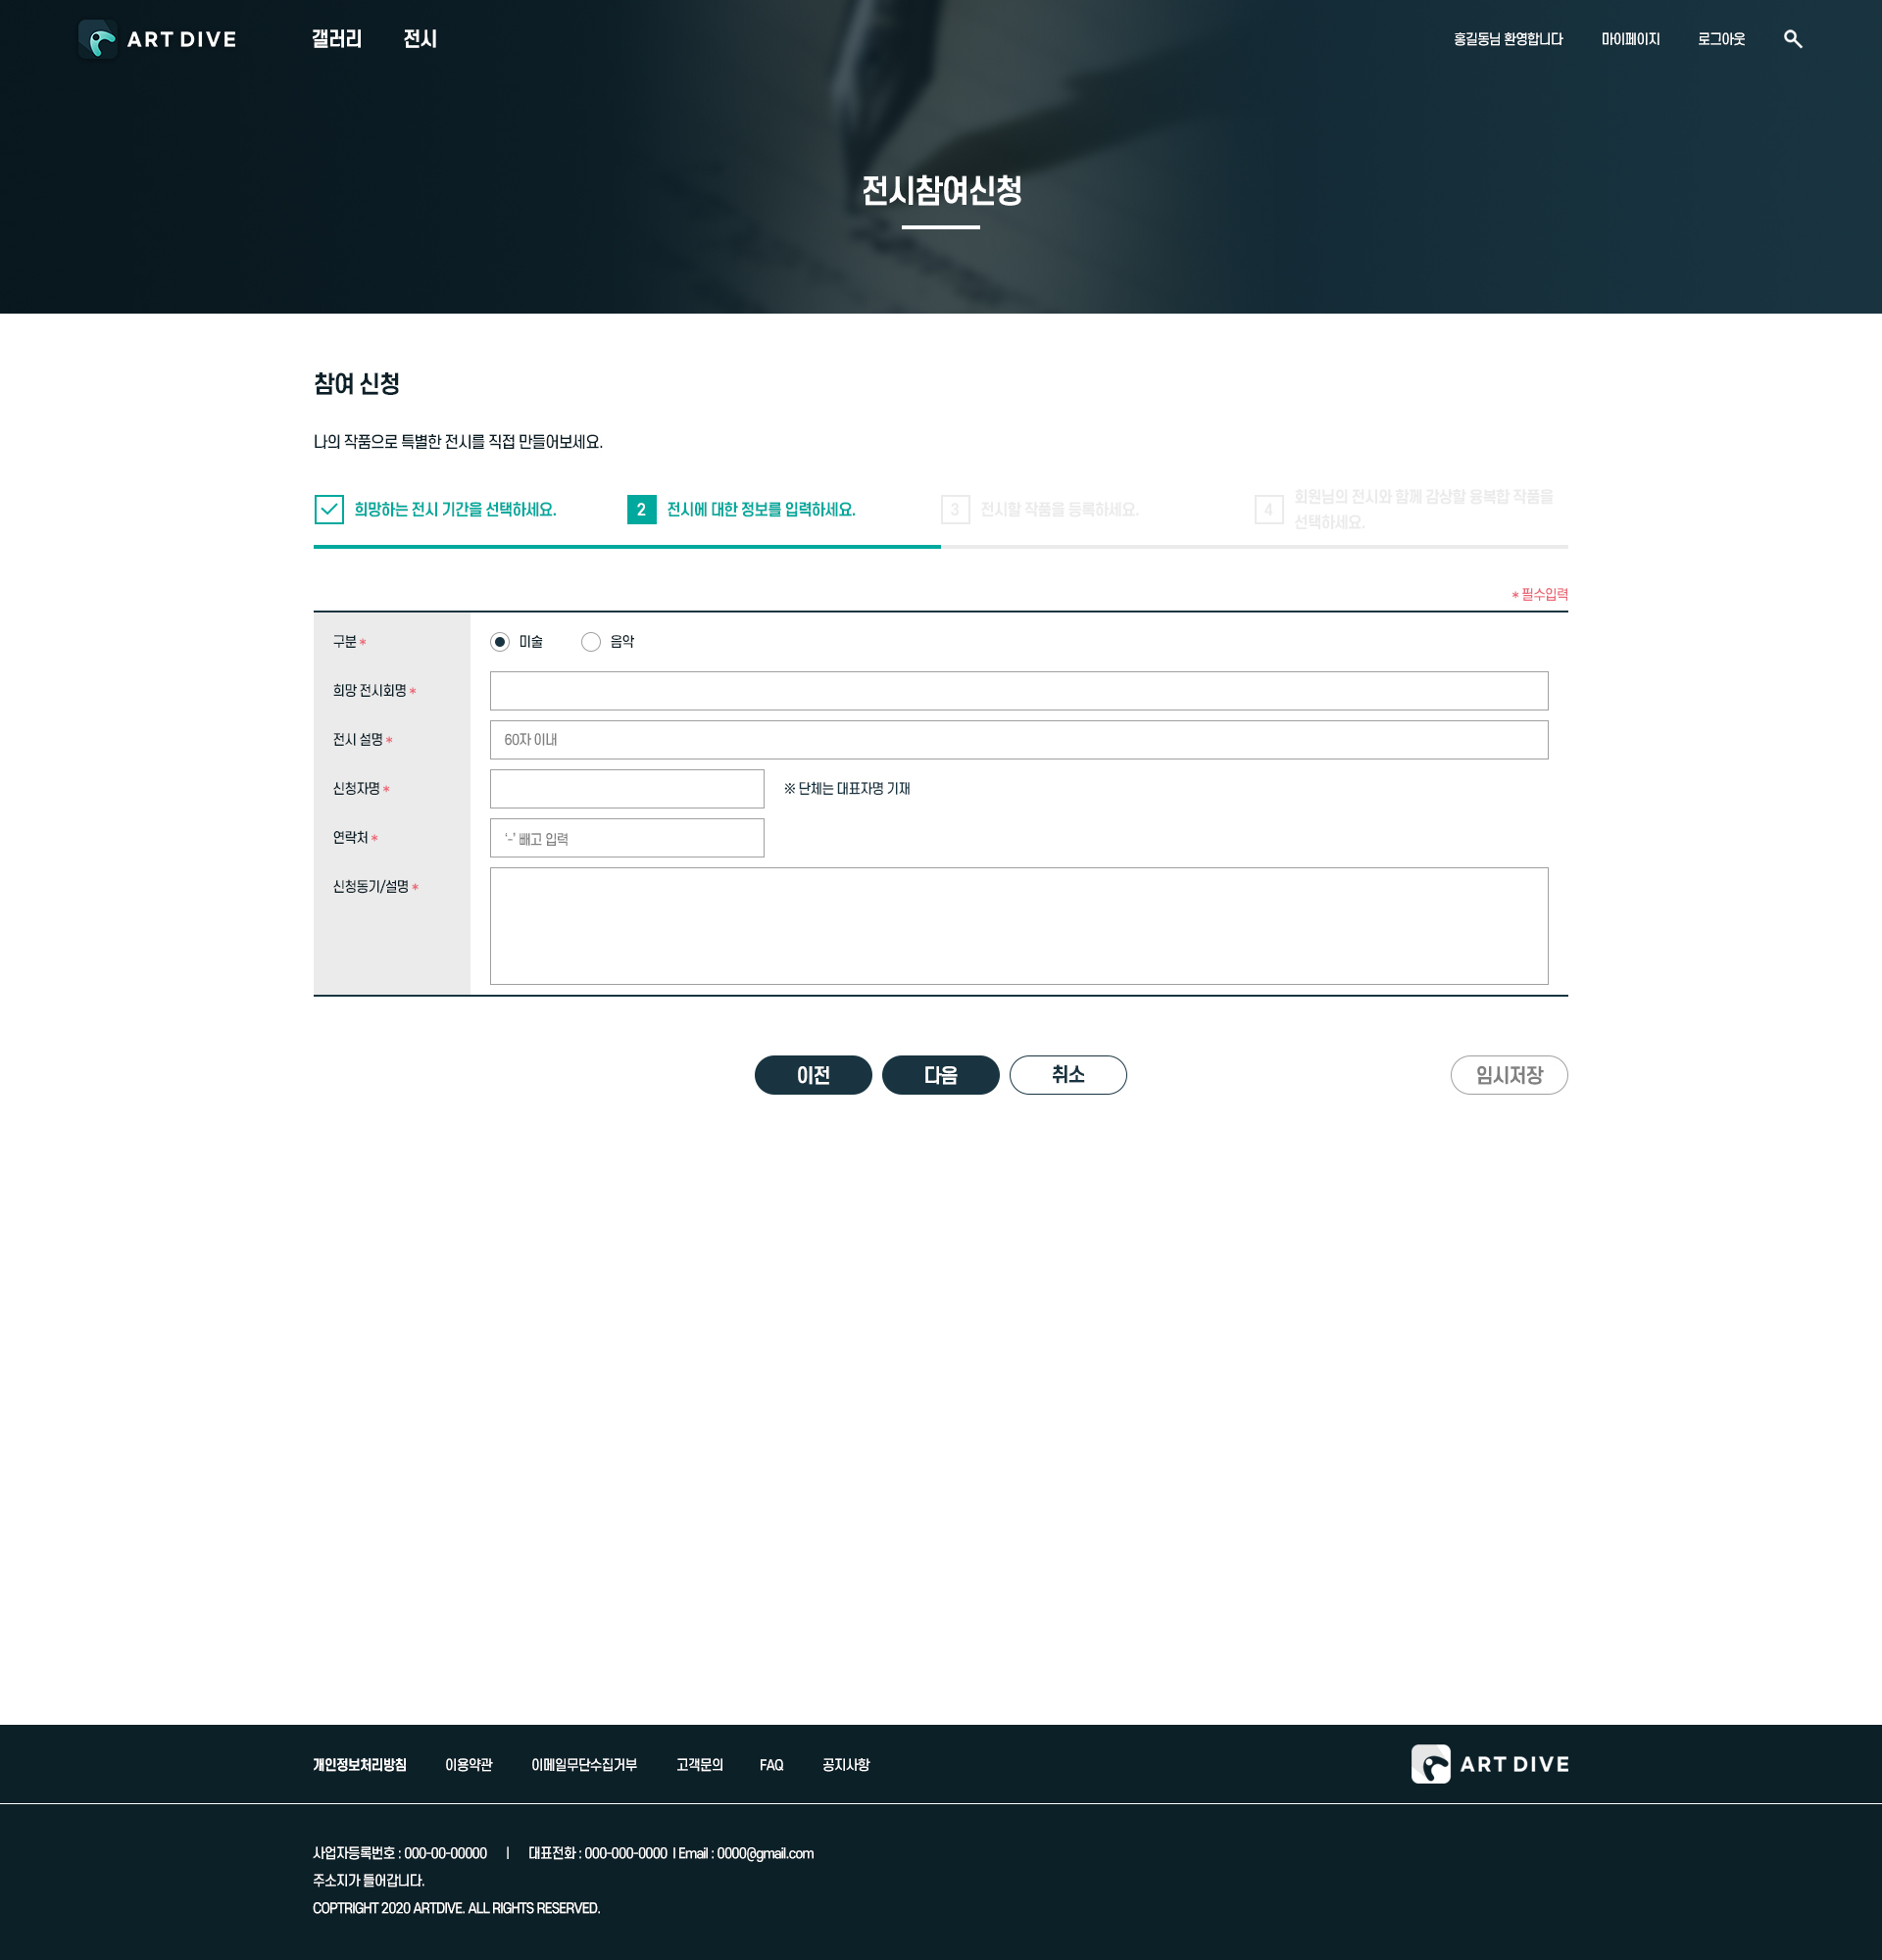 ART DIVE
갤러리
전시
홍길동님 환영합니다
마이페이지
로그아웃
전시참여신청
참여 신청
나의 작품으로 특별한 전시를 직접 만들어보세요.
희망하는 전시 기간을 선택하세요.
2 전시에 대한 정보를 입력하세요.
3 전시할 작품을 등록하세요.
4 회원님의 전시와 함께 감상할 융복합 작품을
선택하세요.
* 필수입력
구분 *
미술
음악
희망 전시회명 *
전시 설명 *
60자 이내
신청자명 *
※ 단체는 대표자명 기재
연락처 *
‘-’ 빼고 입력
신청동기/설명 *
이전
다음
취소
임시저장
개인정보처리방침
이용약관
이메일무단수집거부
고객문의
FAQ
공지사항
ART DIVE
사업자등록번호 : 000-00-00000 | 대표전화 : 000-000-0000 | Email : 0000@gmail.com
주소지가 들어갑니다.
COPTRIGHT 2020 ARTDIVE. ALL RIGHTS RESERVED.